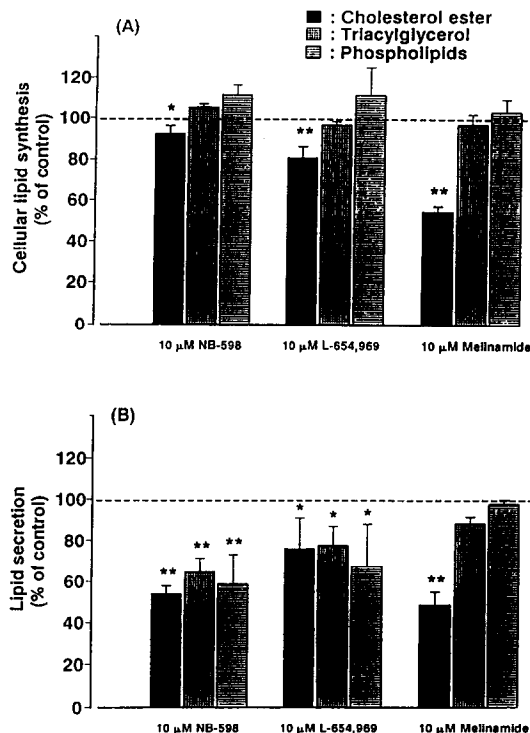 (A)
: Cholesterol ester
: Triacylglycerol
: Phospholipids
Cellular lipid synthesis
(% of control)
120
100
80
60
40
20
0
*
**
**
10 µM NB-598
10 µM L-654,969
10 µM Melinamide
(B)
Lipid secretion
(% of control)
120
100
80
60
40
20
0
**
**
**
*
*
*
**
10 µM NB-598
10 µM L-654,969
10 µM Melinamide